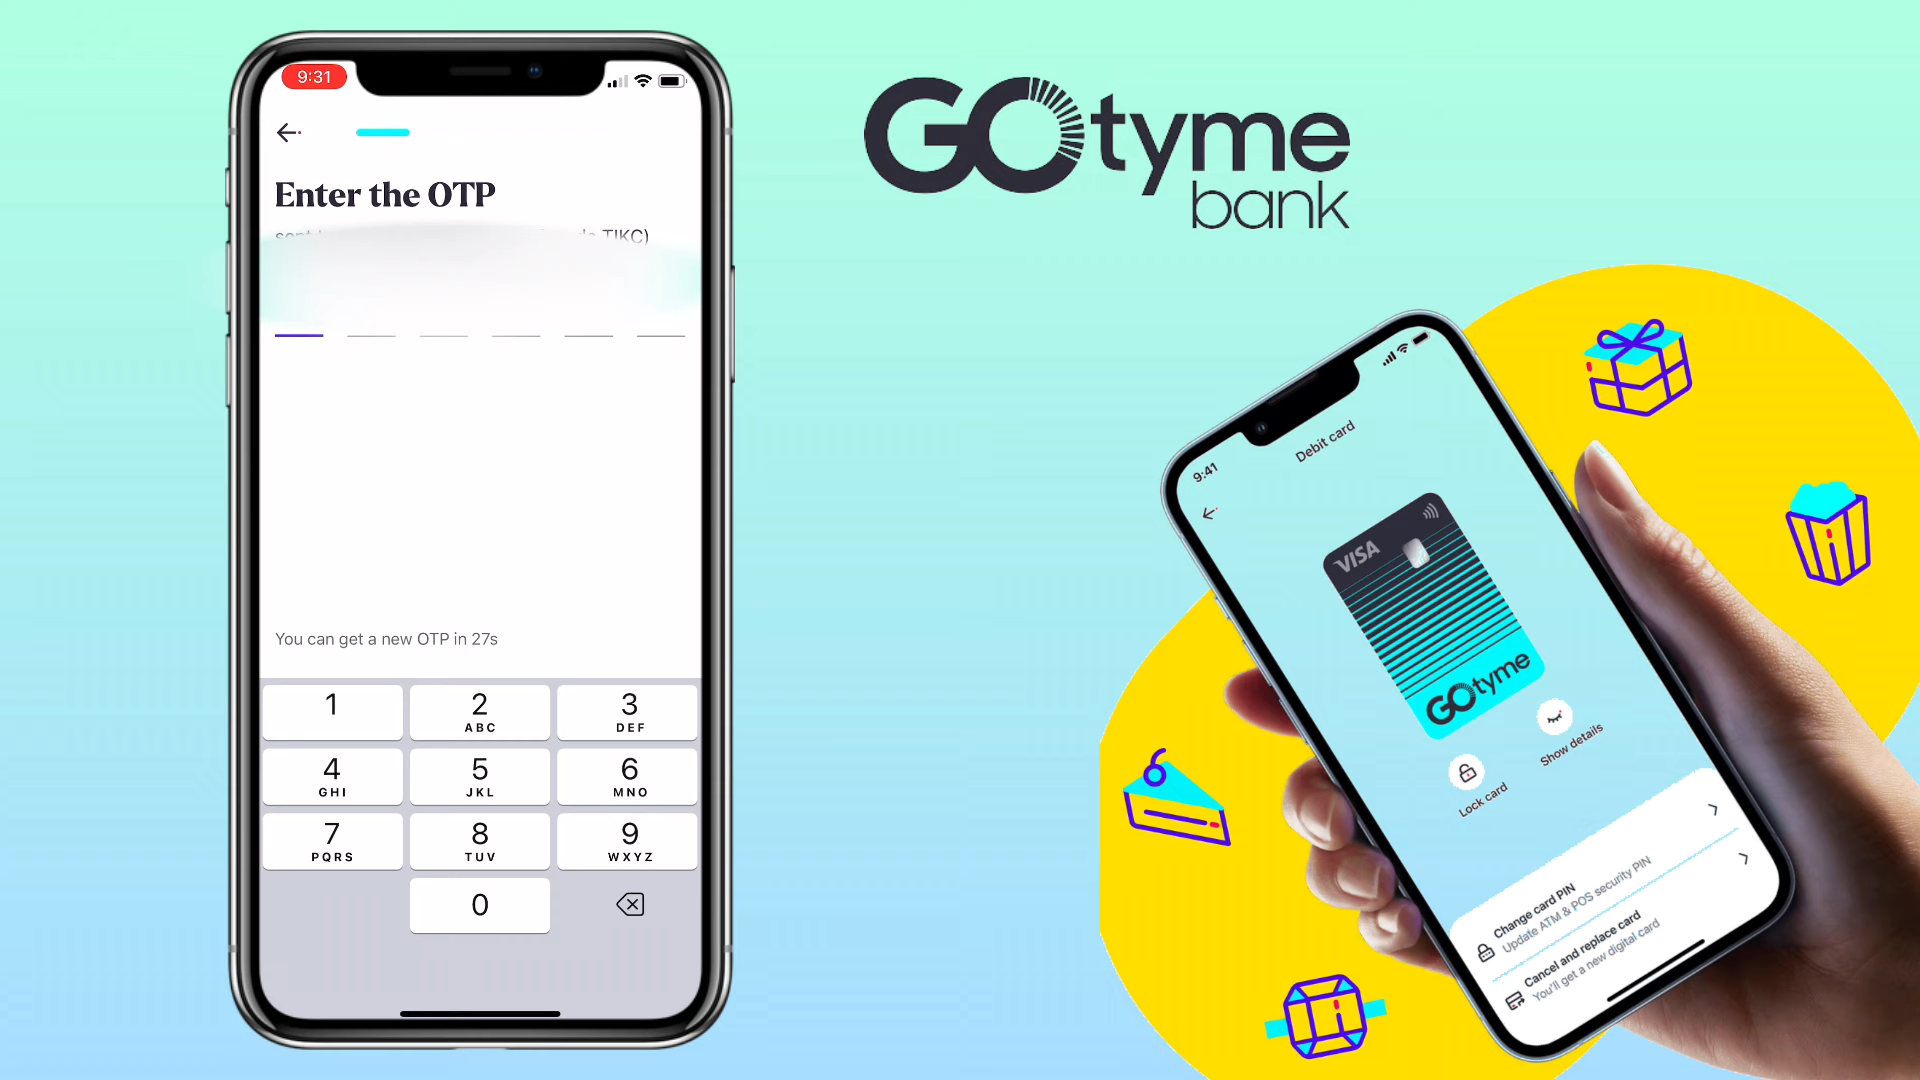 9:31
Enter the OTP
TIKC)
You can get a new OTP in 27s
1
2
ABC
3
DEF
4
GHI
5
JKL
6
MNO
7
PQRS
8
TUV
9
WXYZ
0
GOtyme
bank
9:41
Debit card
VISA
GOtyme
Show details
Lock card
Change card PIN
Update ATM & POS security PIN
Cancel and replace card
You'll get a new digital card